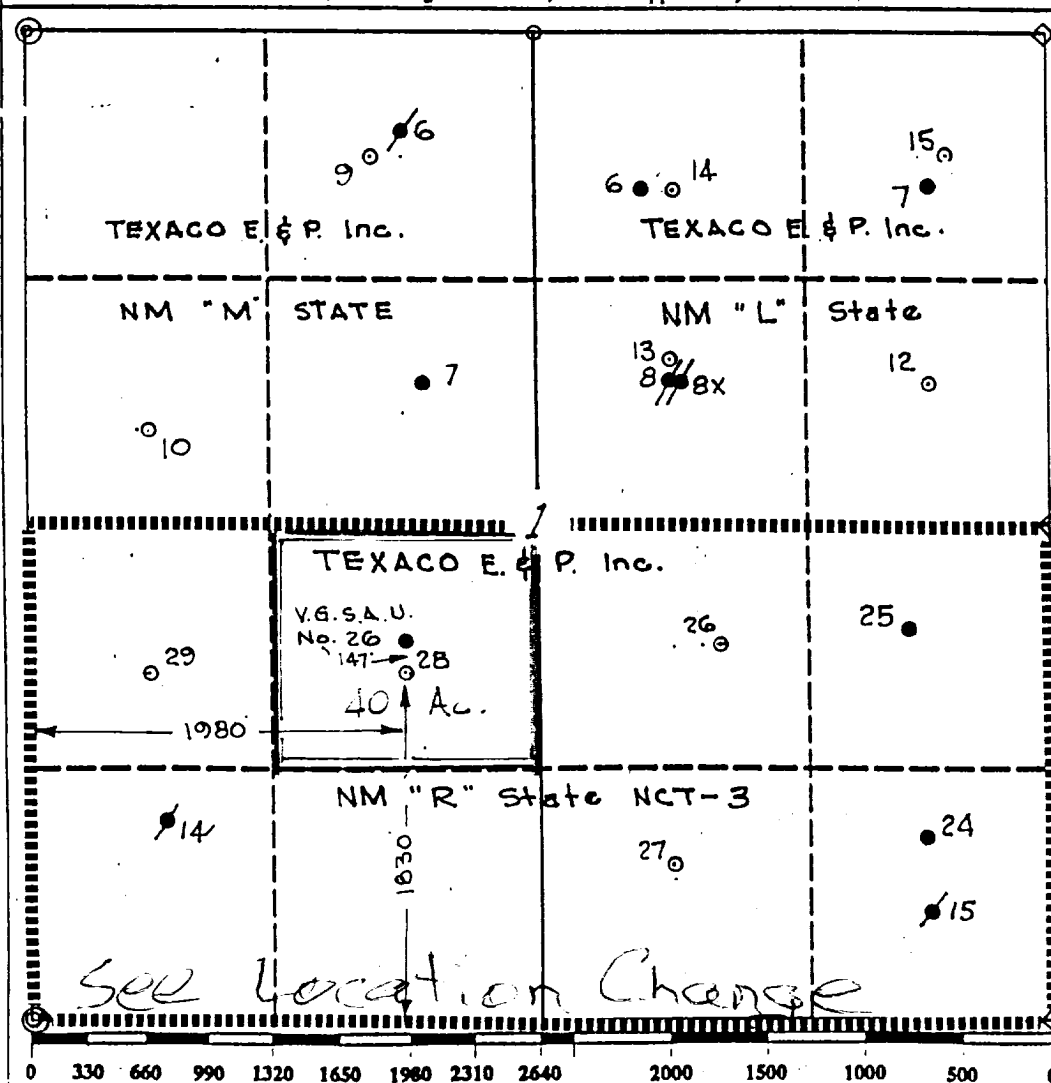 6
9
15
6 14
7
TEXACO E. & P. Inc. TEXACO E. & P. Inc.
NM "M" STATE NM "L" State
13
7 8 8X 12
10
1
TEXACO E. & P. Inc.
V.G.S.A.U.
No. 26 26 25
147 28
29
40 Ac.
1980
NM "R" State NCT-3
14 24
27
1830
15
See Location Change
0 330 660 990 1320 1650 1980 2310 2640 2000 1500 1000 500